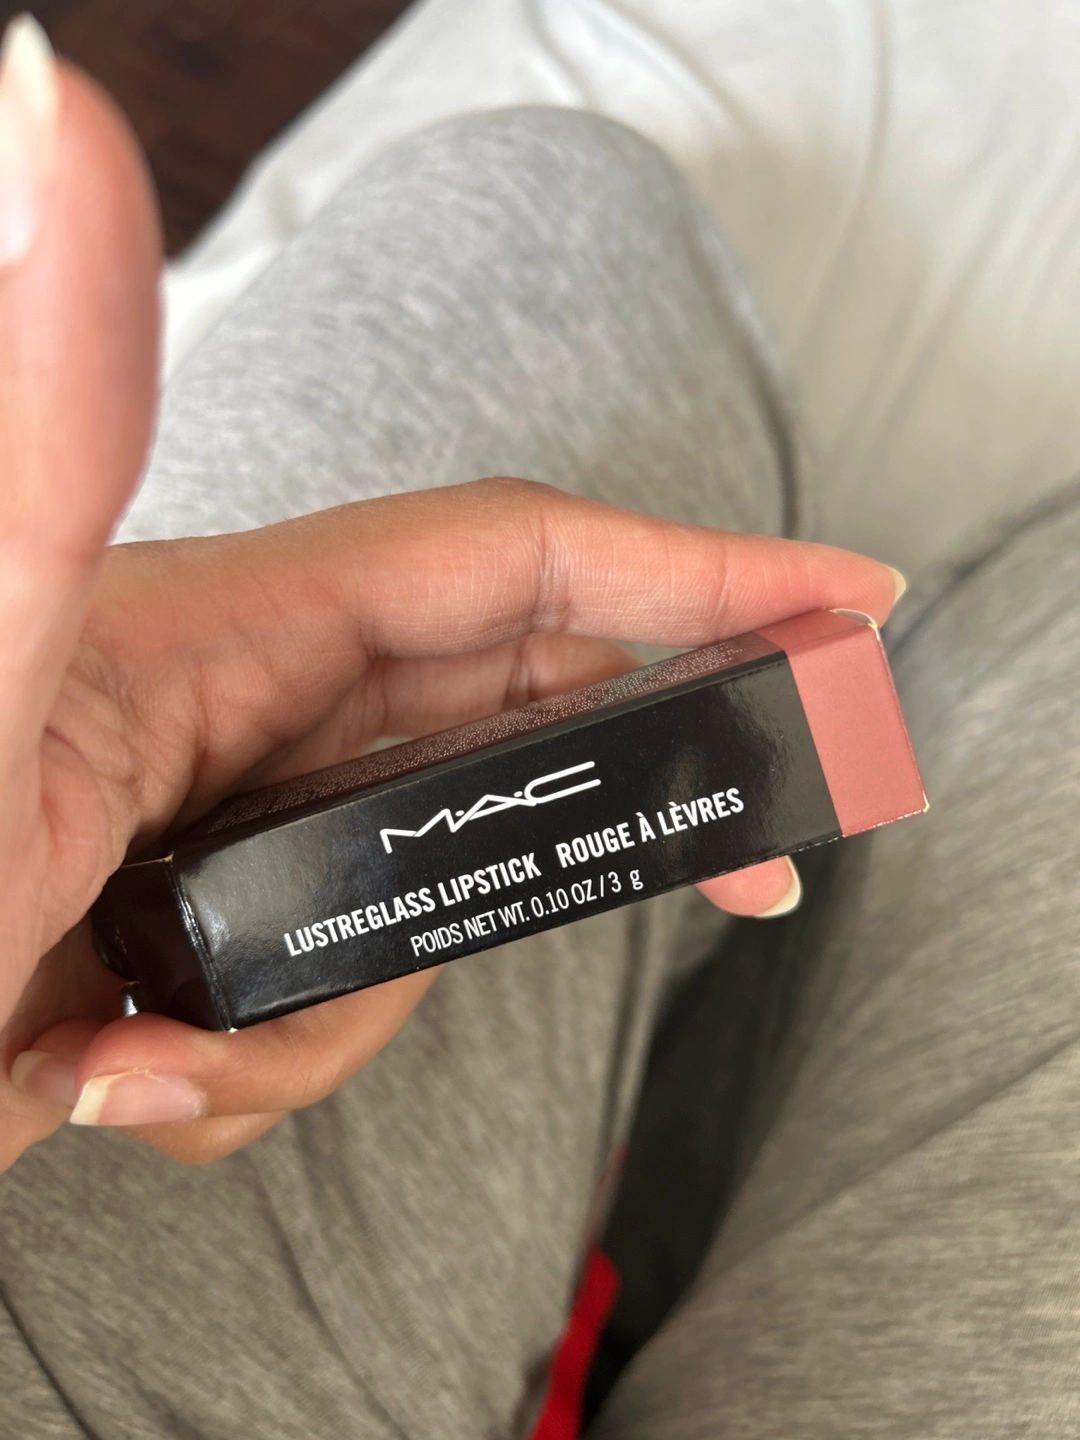 M·A·C
LUSTREGLASS LIPSTICK ROUGE À LÈVRES
POIDS NET WT. 0.10 OZ / 3 g